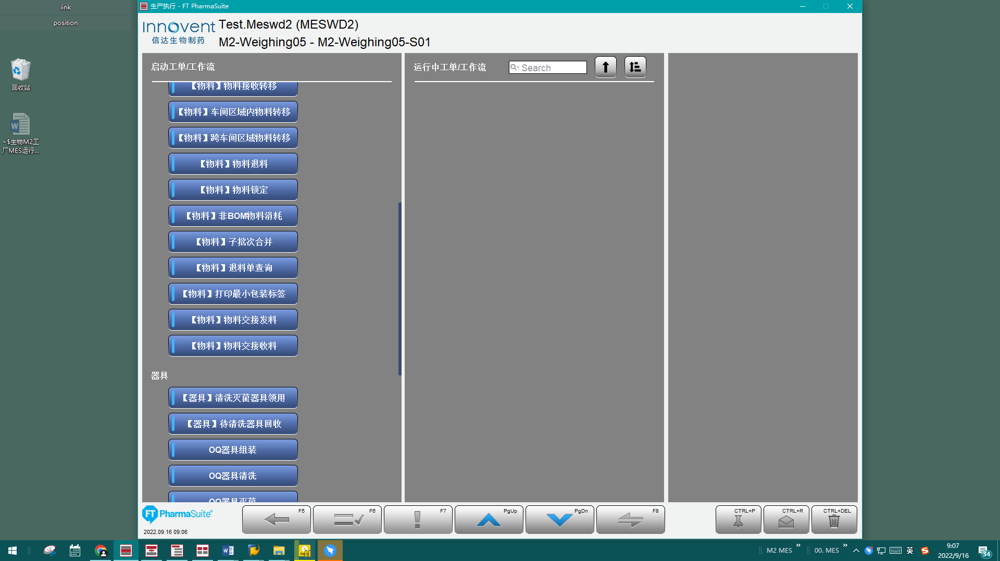 link
position
回收站
~$生物M2工
厂MES运行...
生产执行 - FT PharmaSuite
Innovent
信达生物制药
Test.Meswd2 (MESWD2)
M2-Weighing05 - M2-Weighing05-S01
启动工单/工作流
【物料】物料接收转移
【物料】车间区域内物料转移
【物料】跨车间区域物料转移
【物料】物料退料
【物料】物料锁定
【物料】非BOM物料消耗
【物料】子批次合并
【物料】退料单查询
【物料】打印最小包装标签
【物料】物料交接发料
【物料】物料交接收料
器具
【器具】清洗灭菌器具领用
【器具】待清洗器具回收
OQ器具组装
OQ器具清洗
OQ器具灭菌
运行中工单/工作流
Search
FT PharmaSuite
2022.09.16 09:06
F5
F6
F7
PgUp
PgDn
F8
CTRL+P
CTRL+R
CTRL+DEL
M2 MES
00. MES
英
9:07
2022/9/16
34